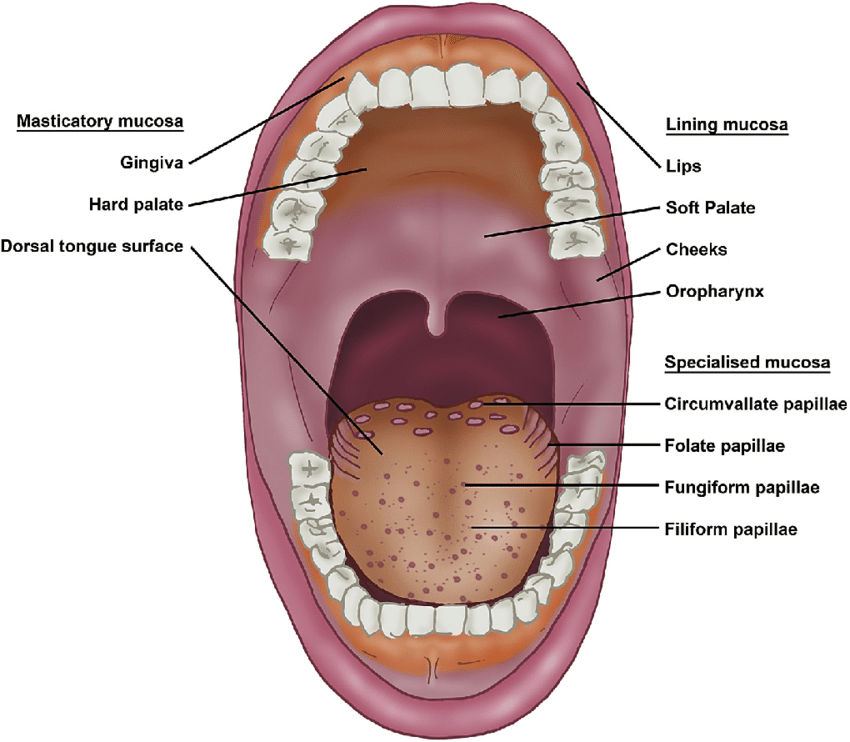 Masticatory mucosa
Gingiva
Hard palate
Dorsal tongue surface
Lining mucosa
Lips
Soft Palate
Cheeks
Oropharynx
Specialised mucosa
Circumvallate papillae
Folate papillae
Fungiform papillae
Filiform papillae